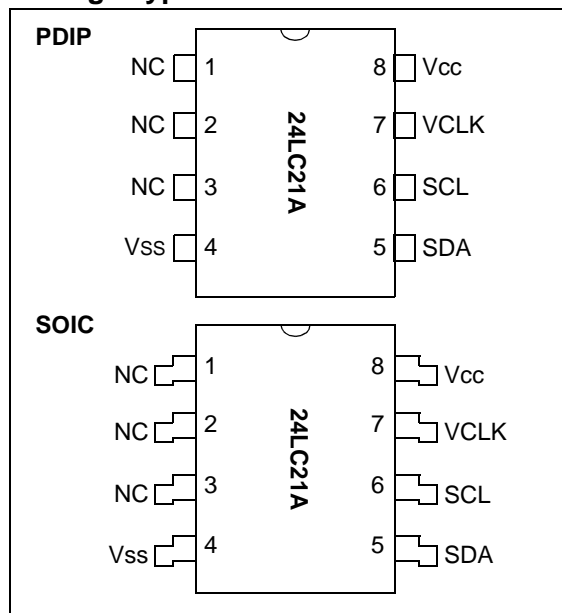 PDIP
NC 1 8 Vcc
NC 2 7 VCLK
NC 3 6 SCL
Vss 4 5 SDA
24LC21A
SOIC
NC 1 8 Vcc
NC 2 7 VCLK
NC 3 6 SCL
Vss 4 5 SDA
24LC21A